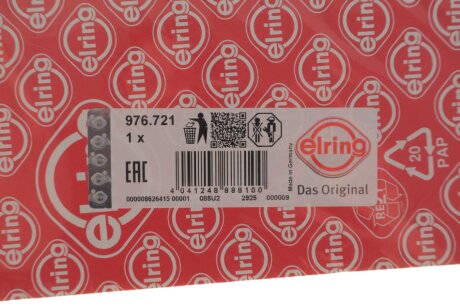 976.721
1 x
EAC
4 041248 888100
000008626415 00001 005U2 2925 000009
Made in Germany
elring
Das Original
20
PAP
elring